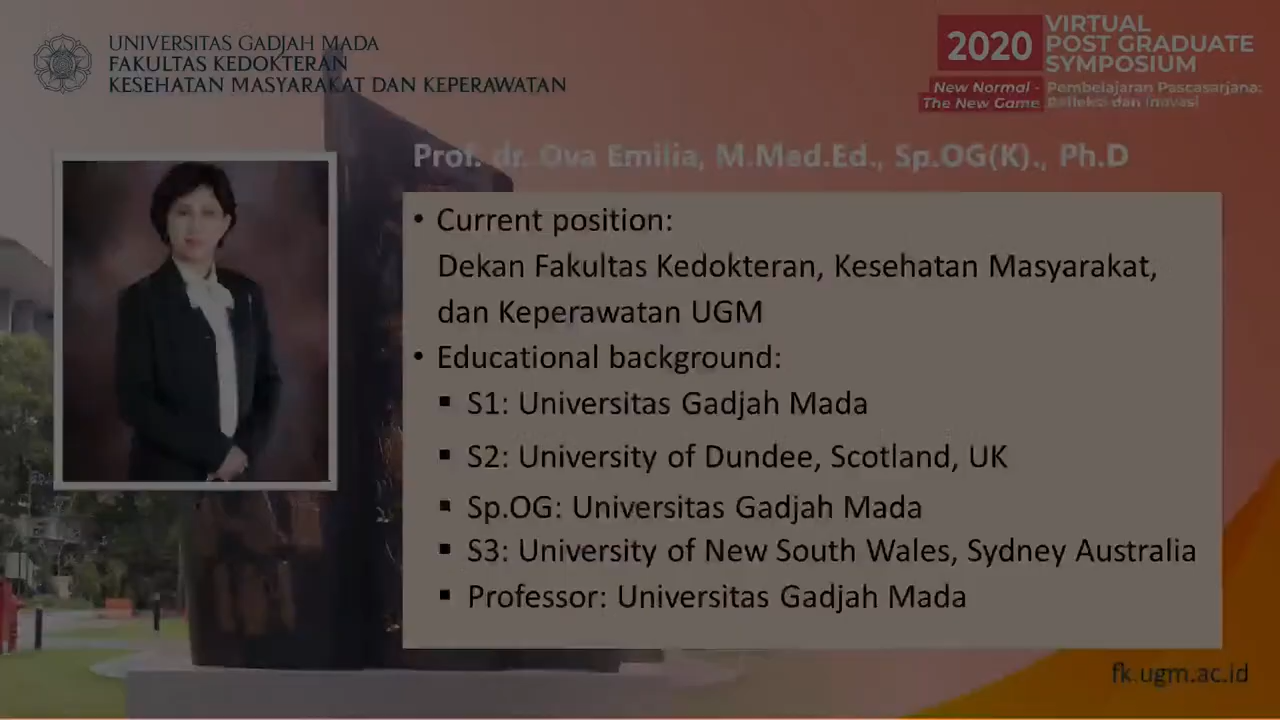 UNIVERSITAS GADJAH MADA
FAKULTAS KEDOKTERAN
KESEHATAN MASYARAKAT DAN KEPERAWATAN
2020 VIRTUAL
POST GRADUATE
SYMPOSIUM
New Normal -
The New Game
Pembelajaran Pascasarjana:
Refleksi dan Inovasi
Prof. dr. Ova Emilia, M.Med.Ed., Sp.OG(K)., Ph.D
• Current position:
Dekan Fakultas Kedokteran, Kesehatan Masyarakat,
dan Keperawatan UGM
• Educational background:
▪ S1: Universitas Gadjah Mada
▪ S2: University of Dundee, Scotland, UK
▪ Sp.OG: Universitas Gadjah Mada
▪ S3: University of New South Wales, Sydney Australia
▪ Professor: Universitas Gadjah Mada
fk.ugm.ac.id